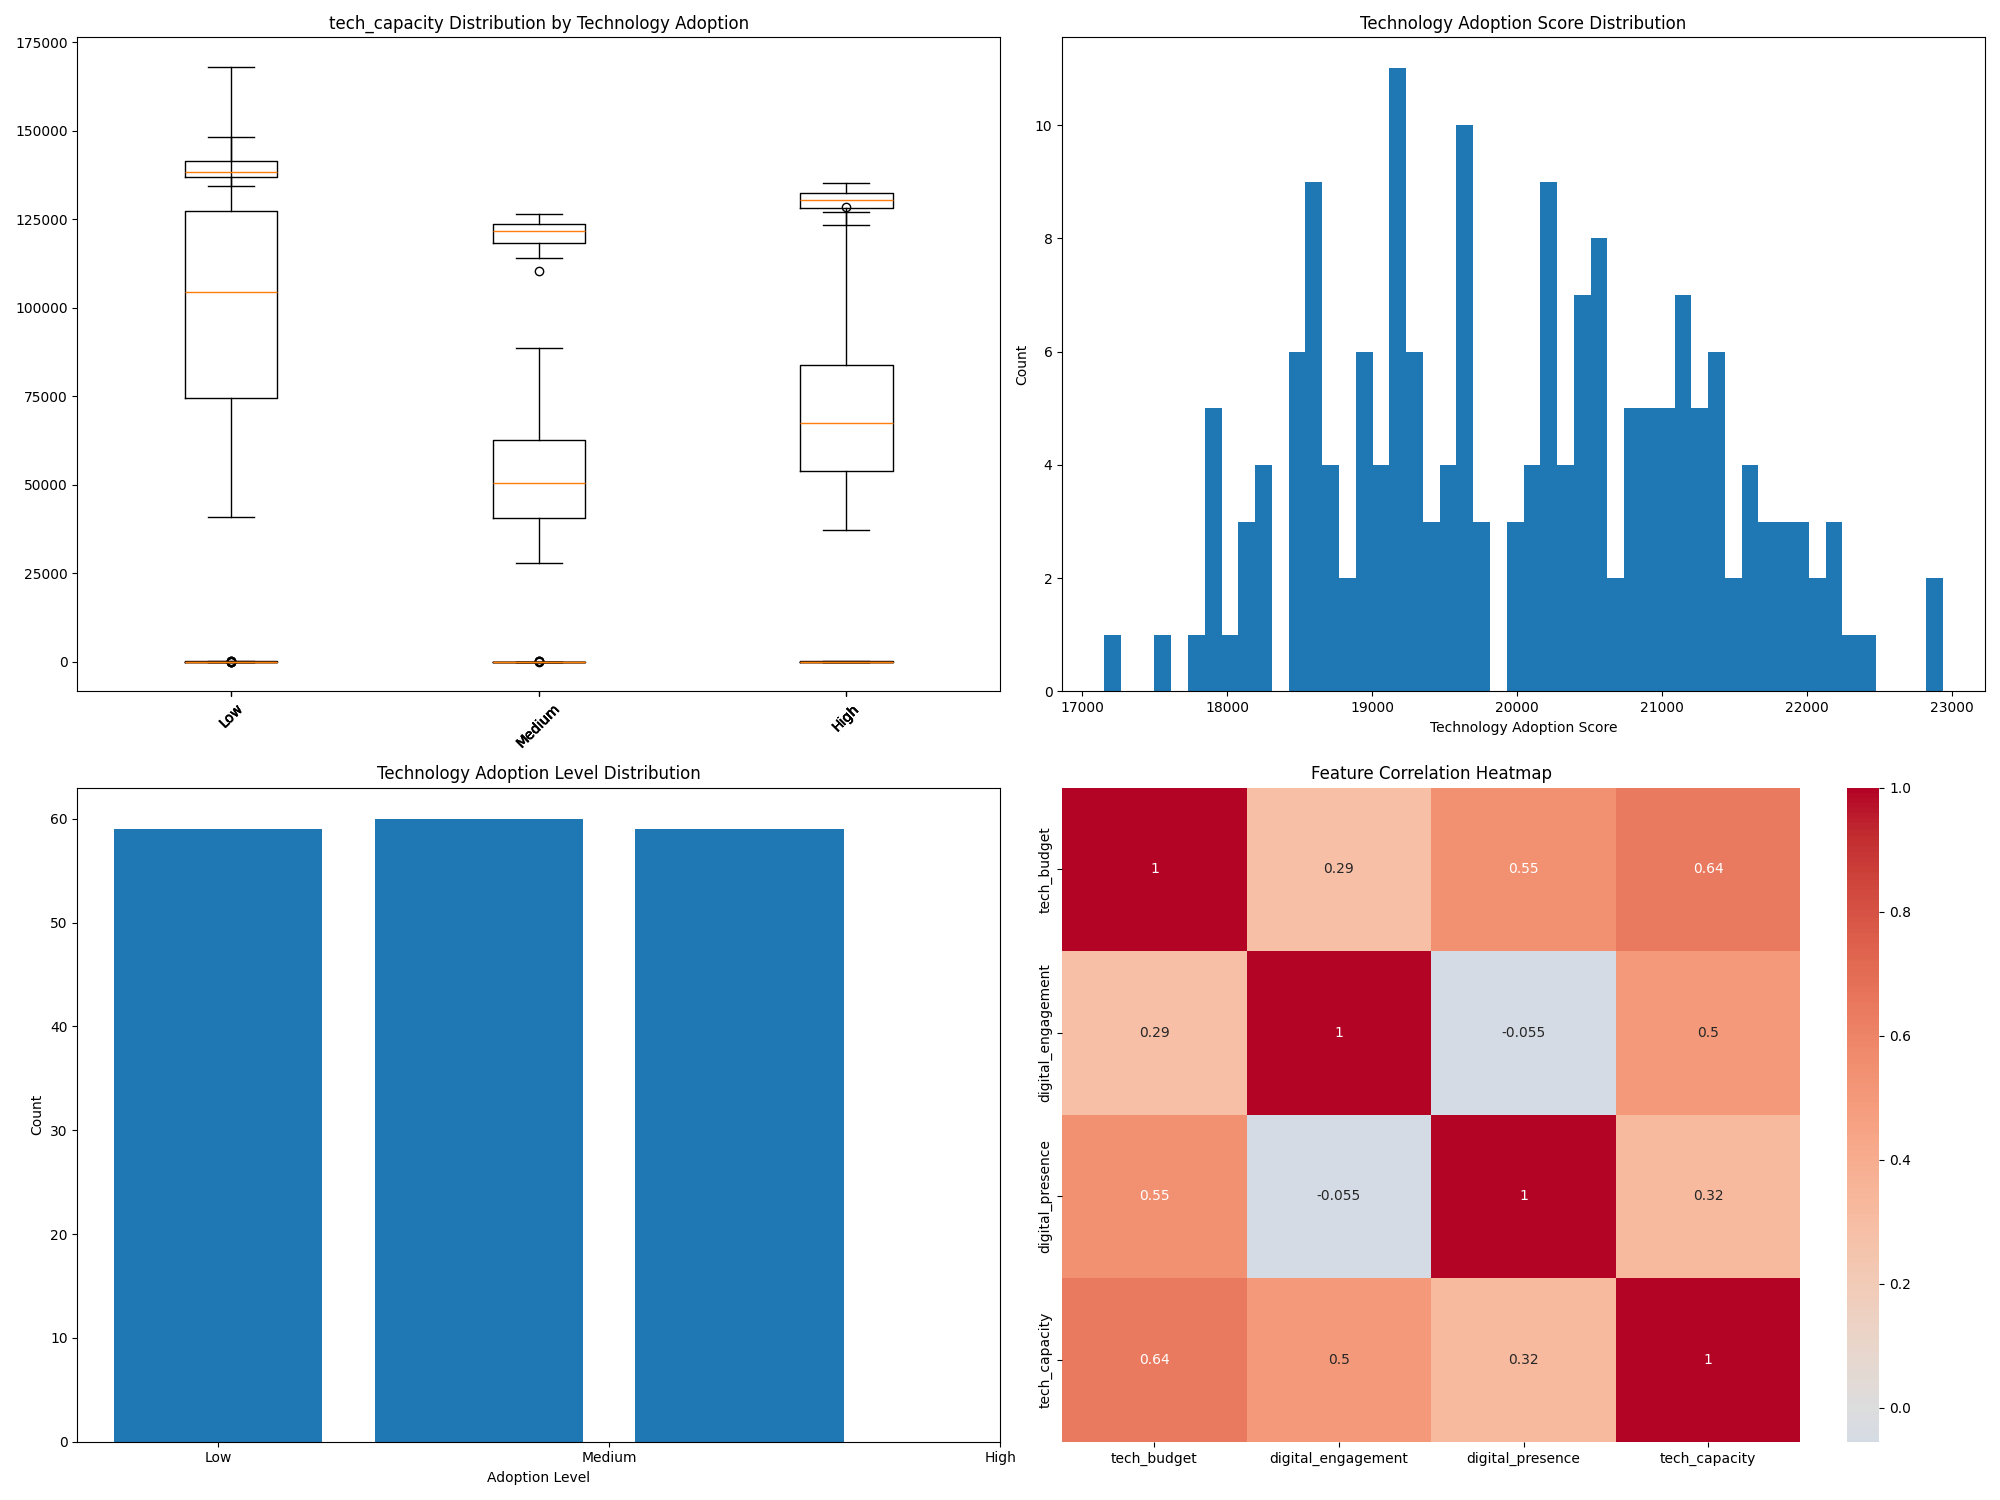 tech_capacity Distribution by Technology Adoption
175000
150000
125000
100000
75000
50000
25000
0
Low
Medium
High
Technology Adoption Score Distribution
Count
10
8
6
4
2
0
17000
18000
19000
20000
21000
22000
23000
Technology Adoption Score
Technology Adoption Level Distribution
Count
60
50
40
30
20
10
0
Low
Medium
High
Adoption Level
Feature Correlation Heatmap
tech_budget
1
0.29
0.55
0.64
digital_engagement
0.29
1
-0.055
0.5
digital_presence
0.55
-0.055
1
0.32
tech_capacity
0.64
0.5
0.32
1
tech_budget
digital_engagement
digital_presence
tech_capacity
1.0
0.8
0.6
0.4
0.2
0.0